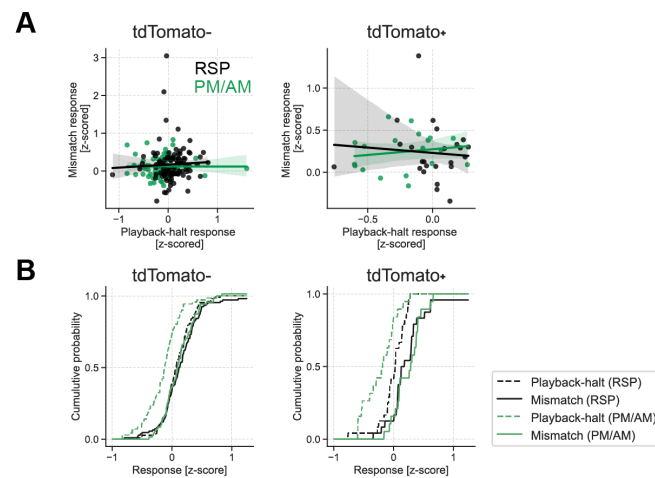 A
tdTomato-
tdTomato+
RSP
PM/AM
Mismatch response
[z-scored]
3
2
1
0
-1
0
1
Playback-halt response
[z-scored]
Mismatch response
[z-scored]
1.0
0.5
0.0
-0.5
0.0
Playback-halt response
[z-scored]
B
tdTomato-
tdTomato+
Cumulutive probability
1.0
0.5
0.0
-1
0
1
Response [z-score]
Cumulutive probability
1.0
0.5
0.0
-1
0
1
Response [z-score]
Playback-halt (RSP)
Mismatch (RSP)
Playback-halt (PM/AM)
Mismatch (PM/AM)